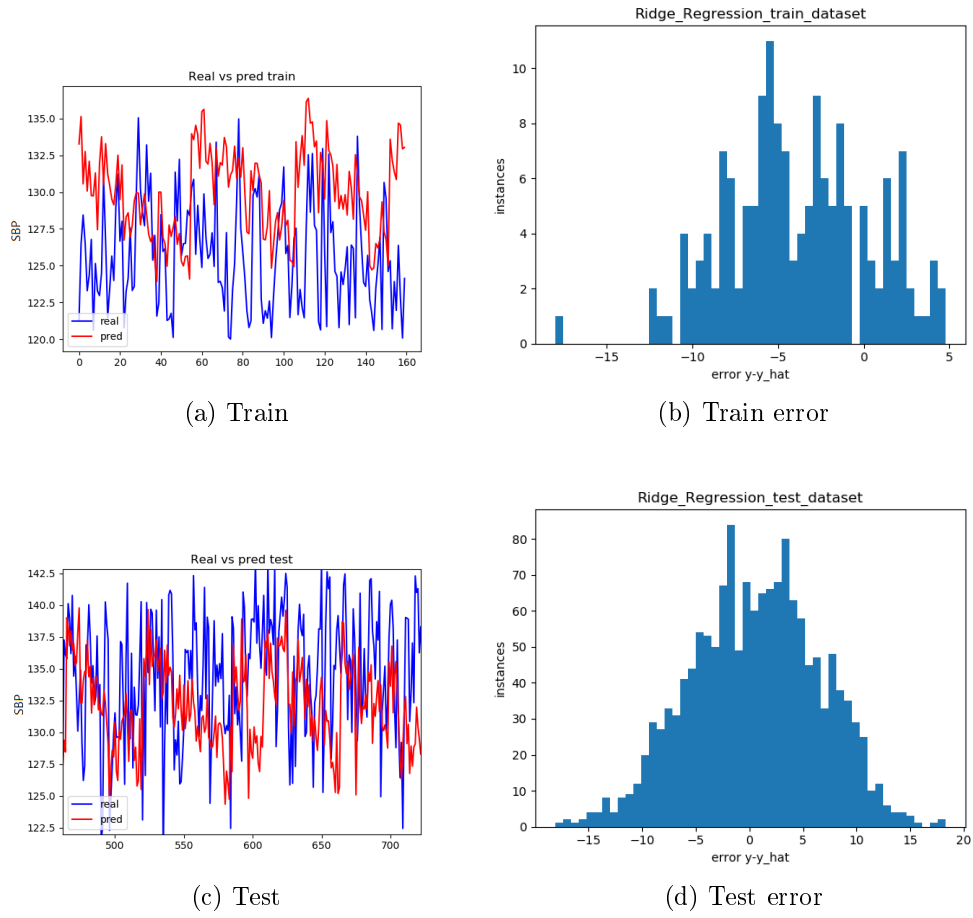 Real vs pred train
SBP
135.0
132.5
130.0
127.5
125.0
122.5
120.0
real
pred
0 20 40 60 80 100 120 140 160
(a) Train
Ridge_Regression_train_dataset
instances
10
8
6
4
2
0
−15 −10 −5 0 5
error y-y_hat
(b) Train error
Real vs pred test
SBP
142.5
140.0
137.5
135.0
132.5
130.0
127.5
125.0
122.5
real
pred
500 550 600 650 700
(c) Test
Ridge_Regression_test_dataset
instances
80
70
60
50
40
30
20
10
0
−15 −10 −5 0 5 10 15 20
error y-y_hat
(d) Test error